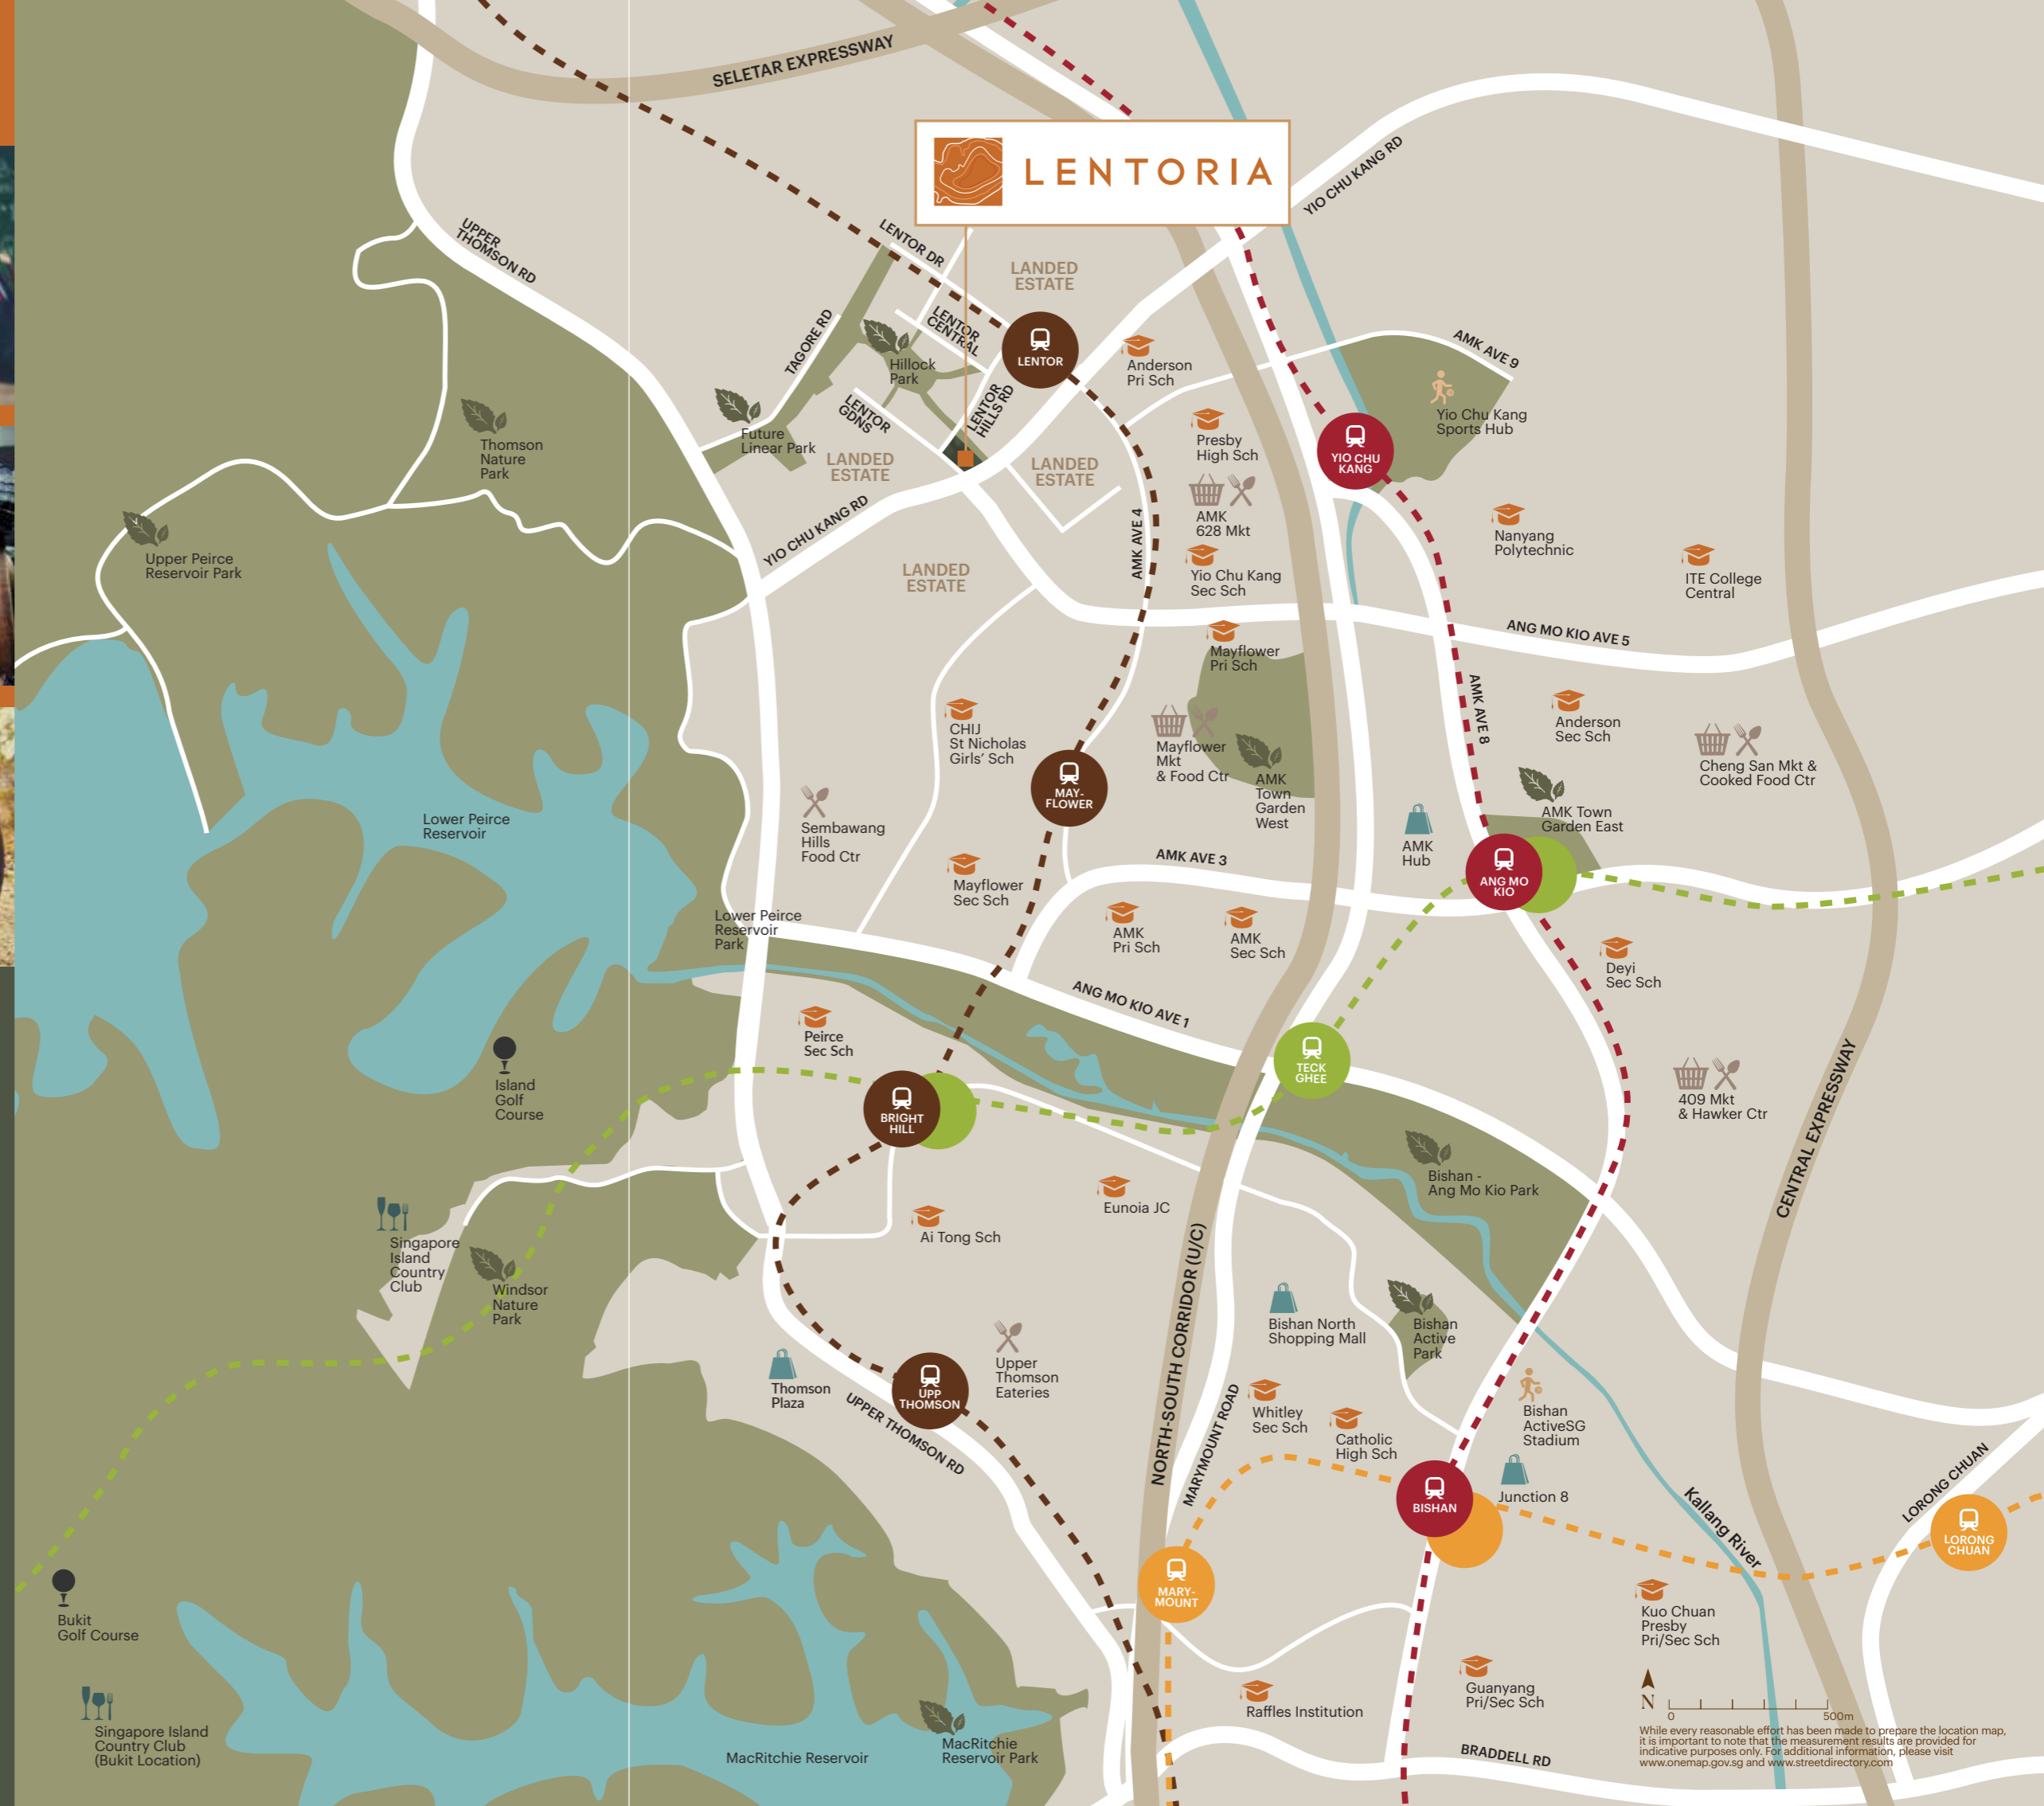 SELETAR EXPRESSWAY
LENTORIA
YIO CHU KANG RD
UPPER
THOMSON RD
LENTOR DR
LANDED
ESTATE
TAGORE RD
LENTOR
CENTRAL
LENTOR
Hillock
Park
Anderson
Pri Sch
AMK AVE 9
LENTOR
HILLS RD
LENTOR
GDNS
Yio Chu Kang
Sports Hub
Future
Linear Park
Thomson
Nature
Park
LANDED
ESTATE
LANDED
ESTATE
Presby
High Sch
YIO CHU
KANG
AMK
628 Mkt
YIO CHU KANG RD
AMK AVE 4
Nanyang
Polytechnic
Upper Peirce
Reservoir Park
LANDED
ESTATE
Yio Chu Kang
Sec Sch
ITE College
Central
ANG MO KIO AVE 5
Mayflower
Pri Sch
AMK AVE 8
CHIJ
St Nicholas
Girls' Sch
Mayflower
Mkt
& Food Ctr
Anderson
Sec Sch
Cheng San Mkt &
Cooked Food Ctr
MAY-
FLOWER
AMK
Town
Garden
West
Lower Peirce
Reservoir
Sembawang
Hills
Food Ctr
AMK
Hub
AMK Town
Garden East
AMK AVE 3
ANG MO
KIO
Mayflower
Sec Sch
Lower Peirce
Reservoir
Park
AMK
Pri Sch
AMK
Sec Sch
Deyi
Sec Sch
ANG MO KIO AVE 1
Peirce
Sec Sch
TECK
GHEE
Island
Golf
Course
BRIGHT
HILL
409 Mkt
& Hawker Ctr
CENTRAL EXPRESSWAY
Bishan -
Ang Mo Kio Park
Eunoia JC
Ai Tong Sch
Singapore
Island
Country
Club
Windsor
Nature
Park
NORTH-SOUTH CORRIDOR (U/C)
Bishan North
Shopping Mall
Bishan
Active
Park
Upper
Thomson
Eateries
Thomson
Plaza
UPP
THOMSON
UPPER THOMSON RD
MARYMOUNT ROAD
Whitley
Sec Sch
Catholic
High Sch
Bishan
ActiveSG
Stadium
Junction 8
BISHAN
Kallang River
LORONG CHUAN
LORONG
CHUAN
MARY-
MOUNT
Bukit
Golf Course
Kuo Chuan
Presby
Pri/Sec Sch
Guanyang
Pri/Sec Sch
Raffles Institution
Singapore Island
Country Club
(Bukit Location)
MacRitchie Reservoir
MacRitchie
Reservoir Park
BRADDELL RD
N
0 500m
While every reasonable effort has been made to prepare the location map,
it is important to note that the measurement results are provided for
indicative purposes only. For additional information, please visit
www.onemap.gov.sg and www.streetdirectory.com